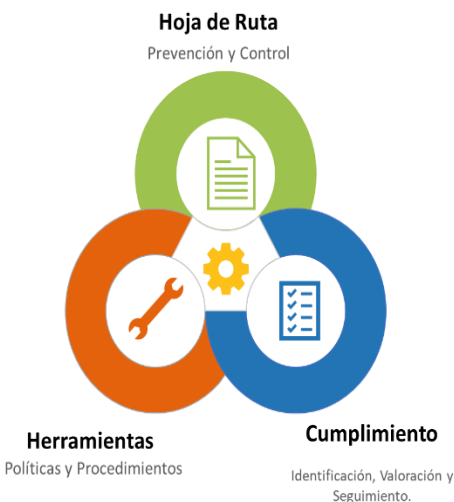 Hoja de Ruta
Prevención y Control
Herramientas
Políticas y Procedimientos
Cumplimiento
Identificación, Valoración y
Seguimiento.